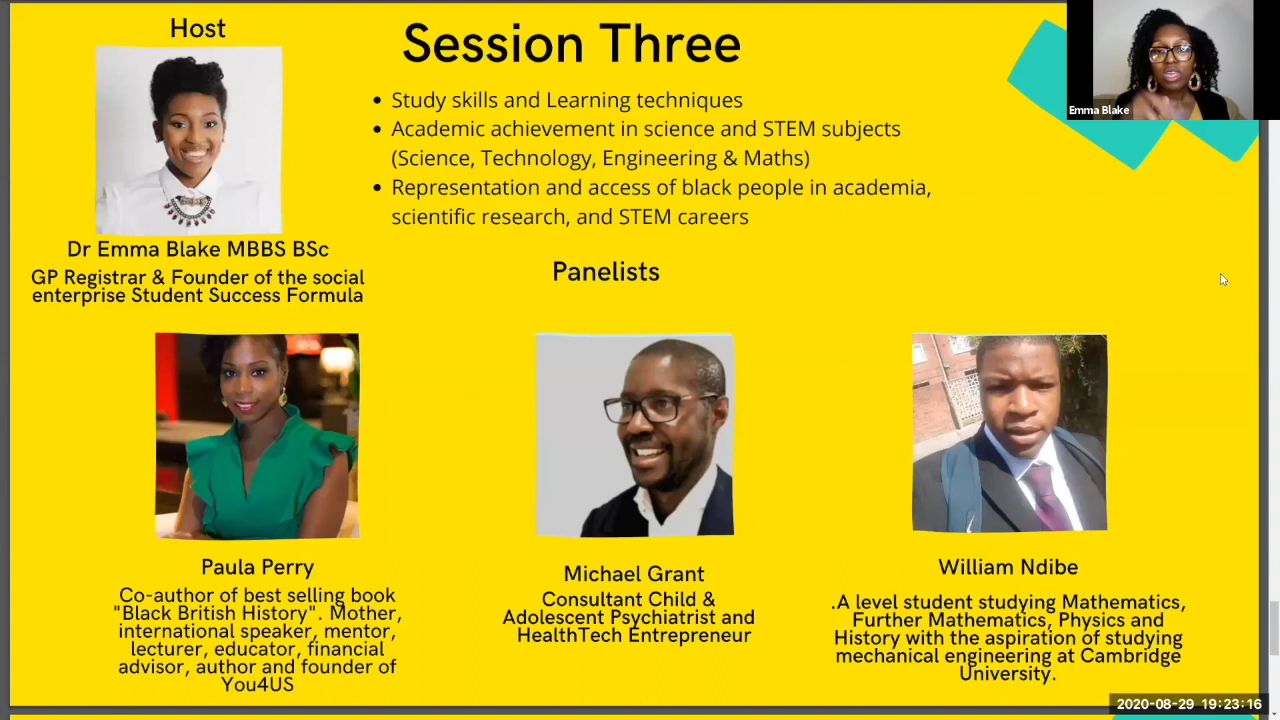 Host
Session Three
• Study skills and Learning techniques
• Academic achievement in science and STEM subjects
(Science, Technology, Engineering & Maths)
• Representation and access of black people in academia,
scientific research, and STEM careers
Emma Blake
Dr Emma Blake MBBS BSc
GP Registrar & Founder of the social
enterprise Student Success Formula
Panelists
Paula Perry
Co-author of best selling book
"Black British History". Mother,
international speaker, mentor,
lecturer, educator, financial
advisor, author and founder of
You4US
Michael Grant
Consultant Child &
Adolescent Psychiatrist and
HealthTech Entrepreneur
William Ndibe
.A level student studying Mathematics,
Further Mathematics, Physics and
History with the aspiration of studying
mechanical engineering at Cambridge
University.
2020-08-29 19:23:16